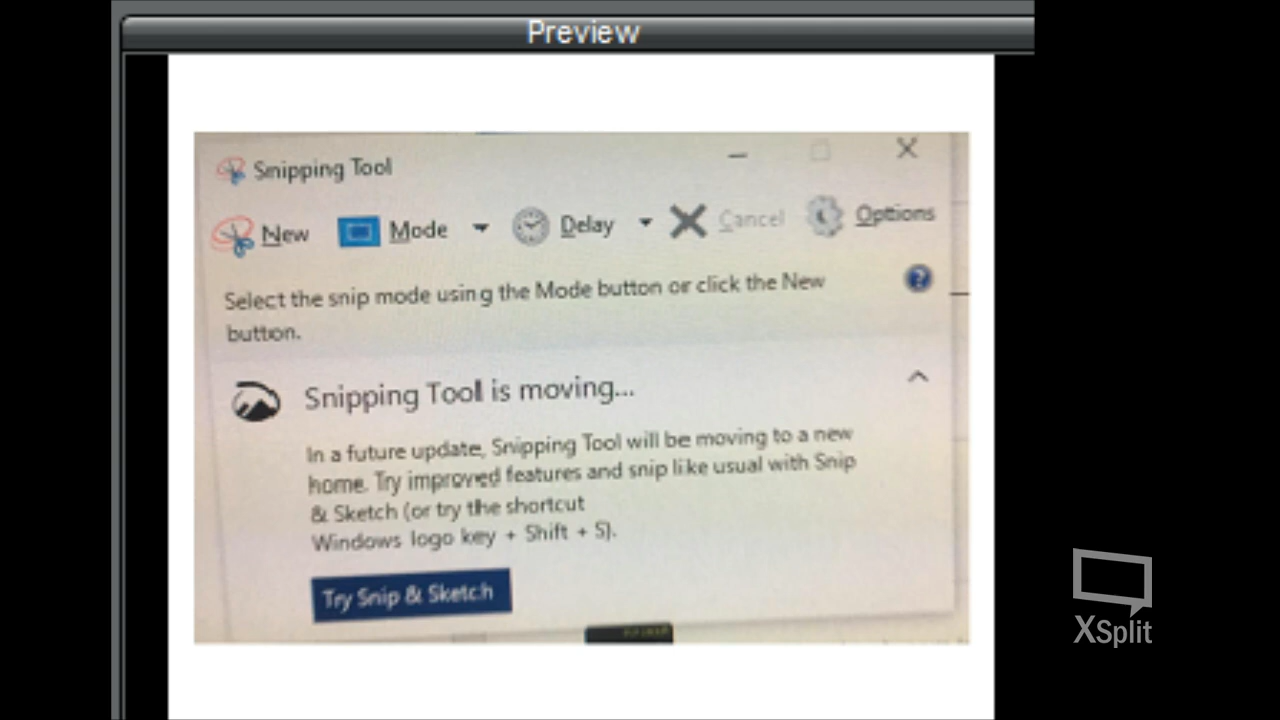 Preview
Snipping Tool
New Mode Delay Cancel Options
Select the snip mode using the Mode button or click the New
button.
Snipping Tool is moving...
In a future update, Snipping Tool will be moving to a new
home. Try improved features and snip like usual with Snip
& Sketch (or try the shortcut
Windows logo key + Shift + S).
Try Snip & Sketch
XSplit